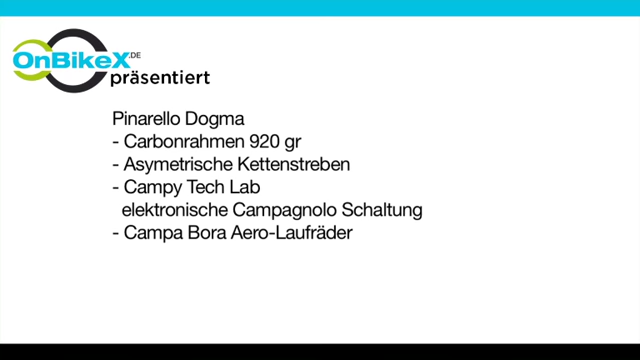 OnBikeX.DE
präsentiert
Pinarello Dogma
- Carbonrahmen 920 gr
- Asymetrische Kettenstreben
- Campy Tech Lab
elektronische Campagnolo Schaltung
- Campa Bora Aero-Laufräder